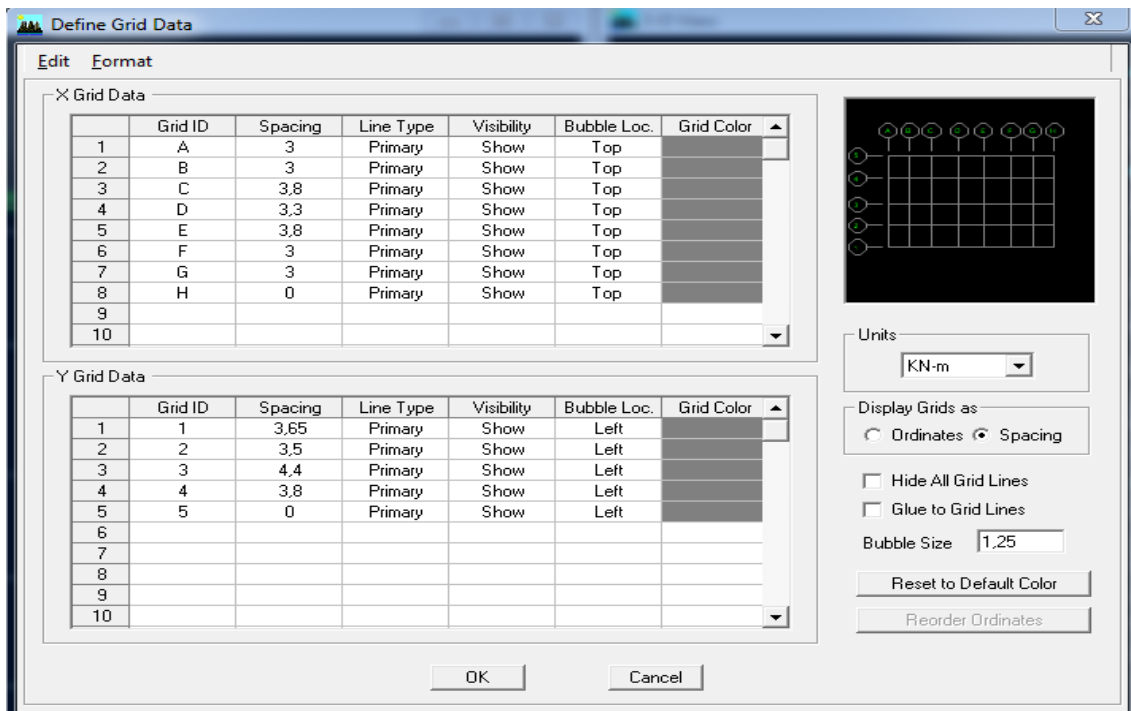 Define Grid Data
Edit Format
X Grid Data
Grid ID Spacing Line Type Visibility Bubble Loc. Grid Color
1 A 3 Primary Show Top
2 B 3 Primary Show Top
3 C 3,8 Primary Show Top
4 D 3,3 Primary Show Top
5 E 3,8 Primary Show Top
6 F 3 Primary Show Top
7 G 3 Primary Show Top
8 H 0 Primary Show Top
9
10
Y Grid Data
Grid ID Spacing Line Type Visibility Bubble Loc. Grid Color
1 1 3,65 Primary Show Left
2 2 3,5 Primary Show Left
3 3 4,4 Primary Show Left
4 4 3,8 Primary Show Left
5 5 0 Primary Show Left
6
7
8
9
10
A B C D E F G H
5
4
3
2
Units
KN-m
Display Grids as
Ordinates Spacing
Hide All Grid Lines
Glue to Grid Lines
Bubble Size 1,25
Reset to Default Color
Reorder Ordinates
OK Cancel